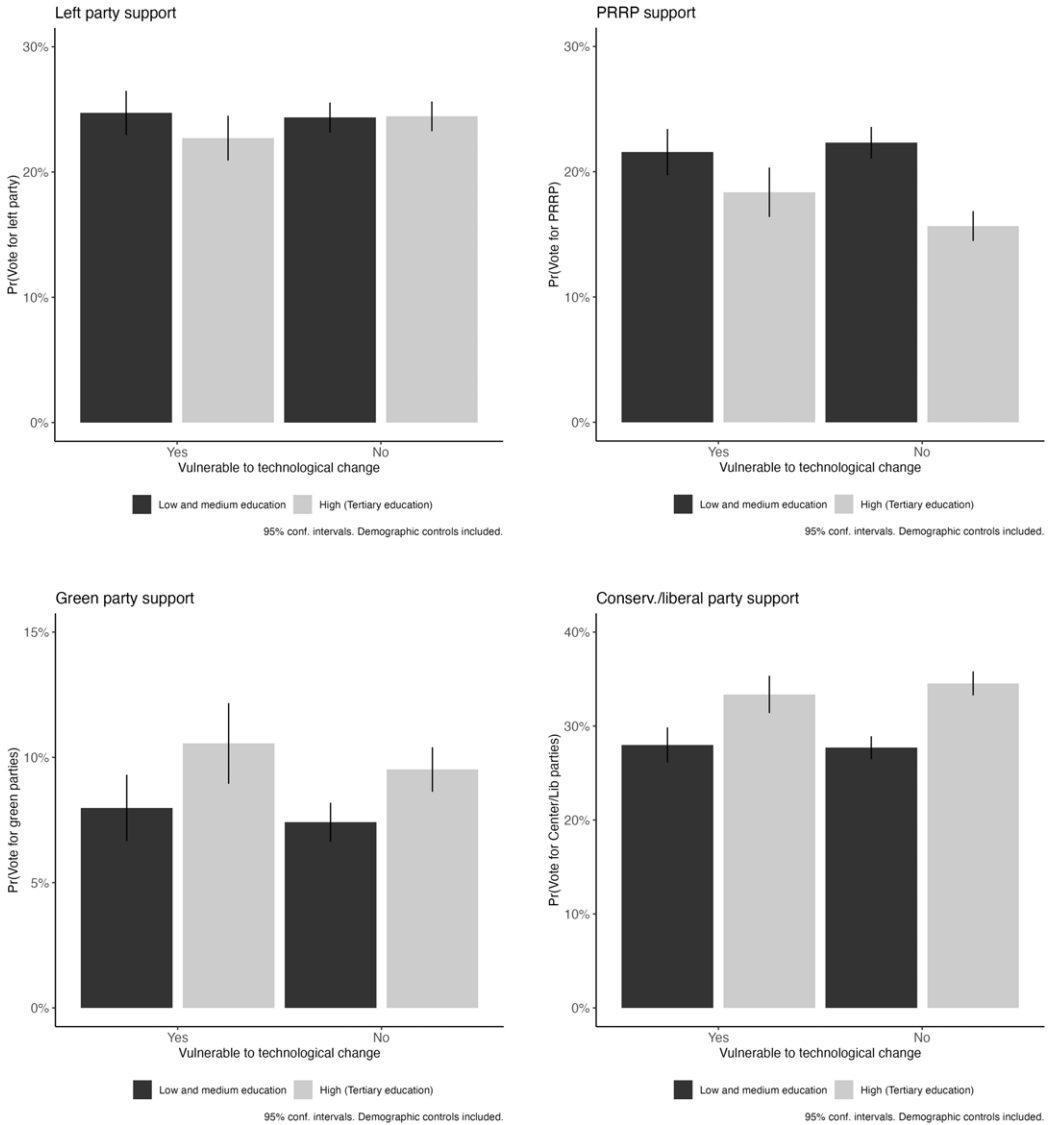 Left party support
Pr(Vote for left party)
30%
20%
10%
0%
Yes
No
Vulnerable to technological change
Low and medium education
High (Tertiary education)
95% conf. intervals. Demographic controls included.
PRRP support
Pr(Vote for PRRP)
30%
20%
10%
0%
Yes
No
Vulnerable to technological change
Low and medium education
High (Tertiary education)
95% conf. intervals. Demographic controls included.
Green party support
Pr(Vote for green parties)
15%
10%
5%
0%
Yes
No
Vulnerable to technological change
Low and medium education
High (Tertiary education)
95% conf. intervals. Demographic controls included.
Conserv./liberal party support
Pr(Vote for Center/Lib parties)
40%
30%
20%
10%
0%
Yes
No
Vulnerable to technological change
Low and medium education
High (Tertiary education)
95% conf. intervals. Demographic controls included.